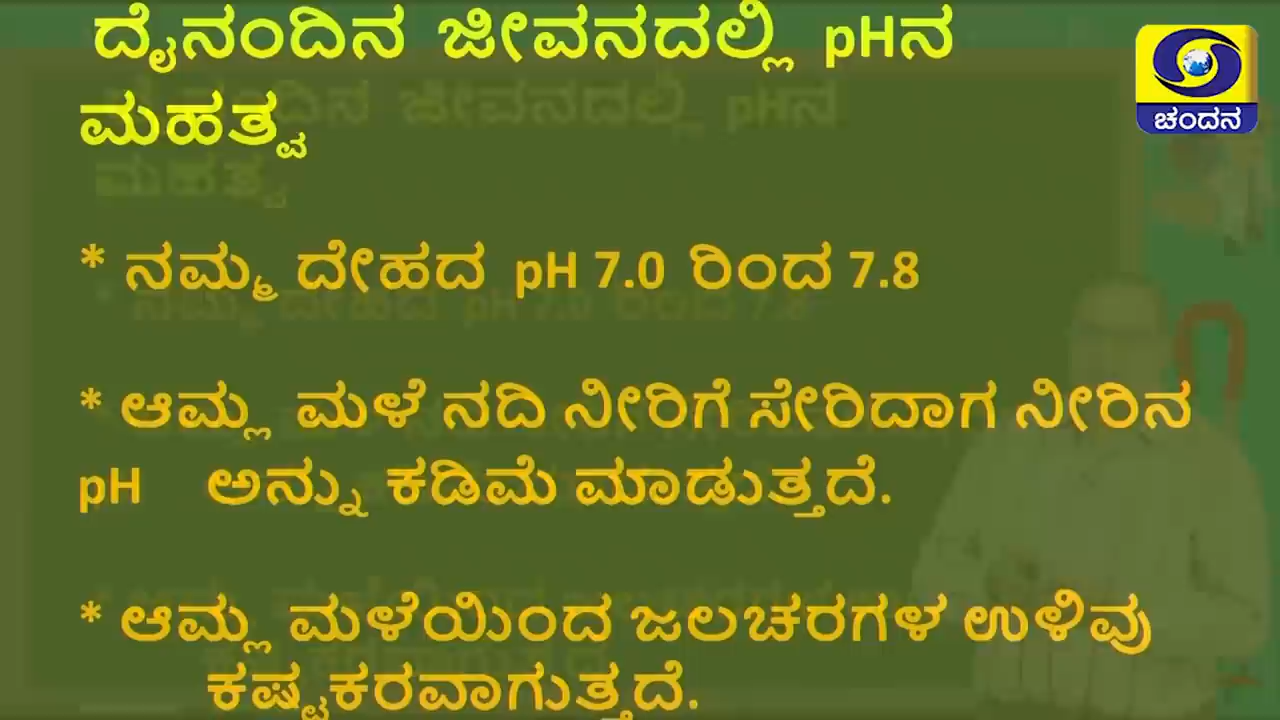 ದೈನಂದಿನ ಜೀವನದಲ್ಲಿ pHನ
ಮಹತ್ವ
ಚಂದನ
* ನಮ್ಮ ದೇಹದ pH 7.0 ರಿಂದ 7.8
* ಆಮ್ಲ ಮಳೆ ನದಿ ನೀರಿಗೆ ಸೇರಿದಾಗ ನೀರಿನ
pH ಅನ್ನು ಕಡಿಮೆ ಮಾಡುತ್ತದೆ.
* ಆಮ್ಲ ಮಳೆಯಿಂದ ಜಲಚರಗಳ ಉಳಿವು
ಕಷ್ಟಕರವಾಗುತ್ತದೆ.